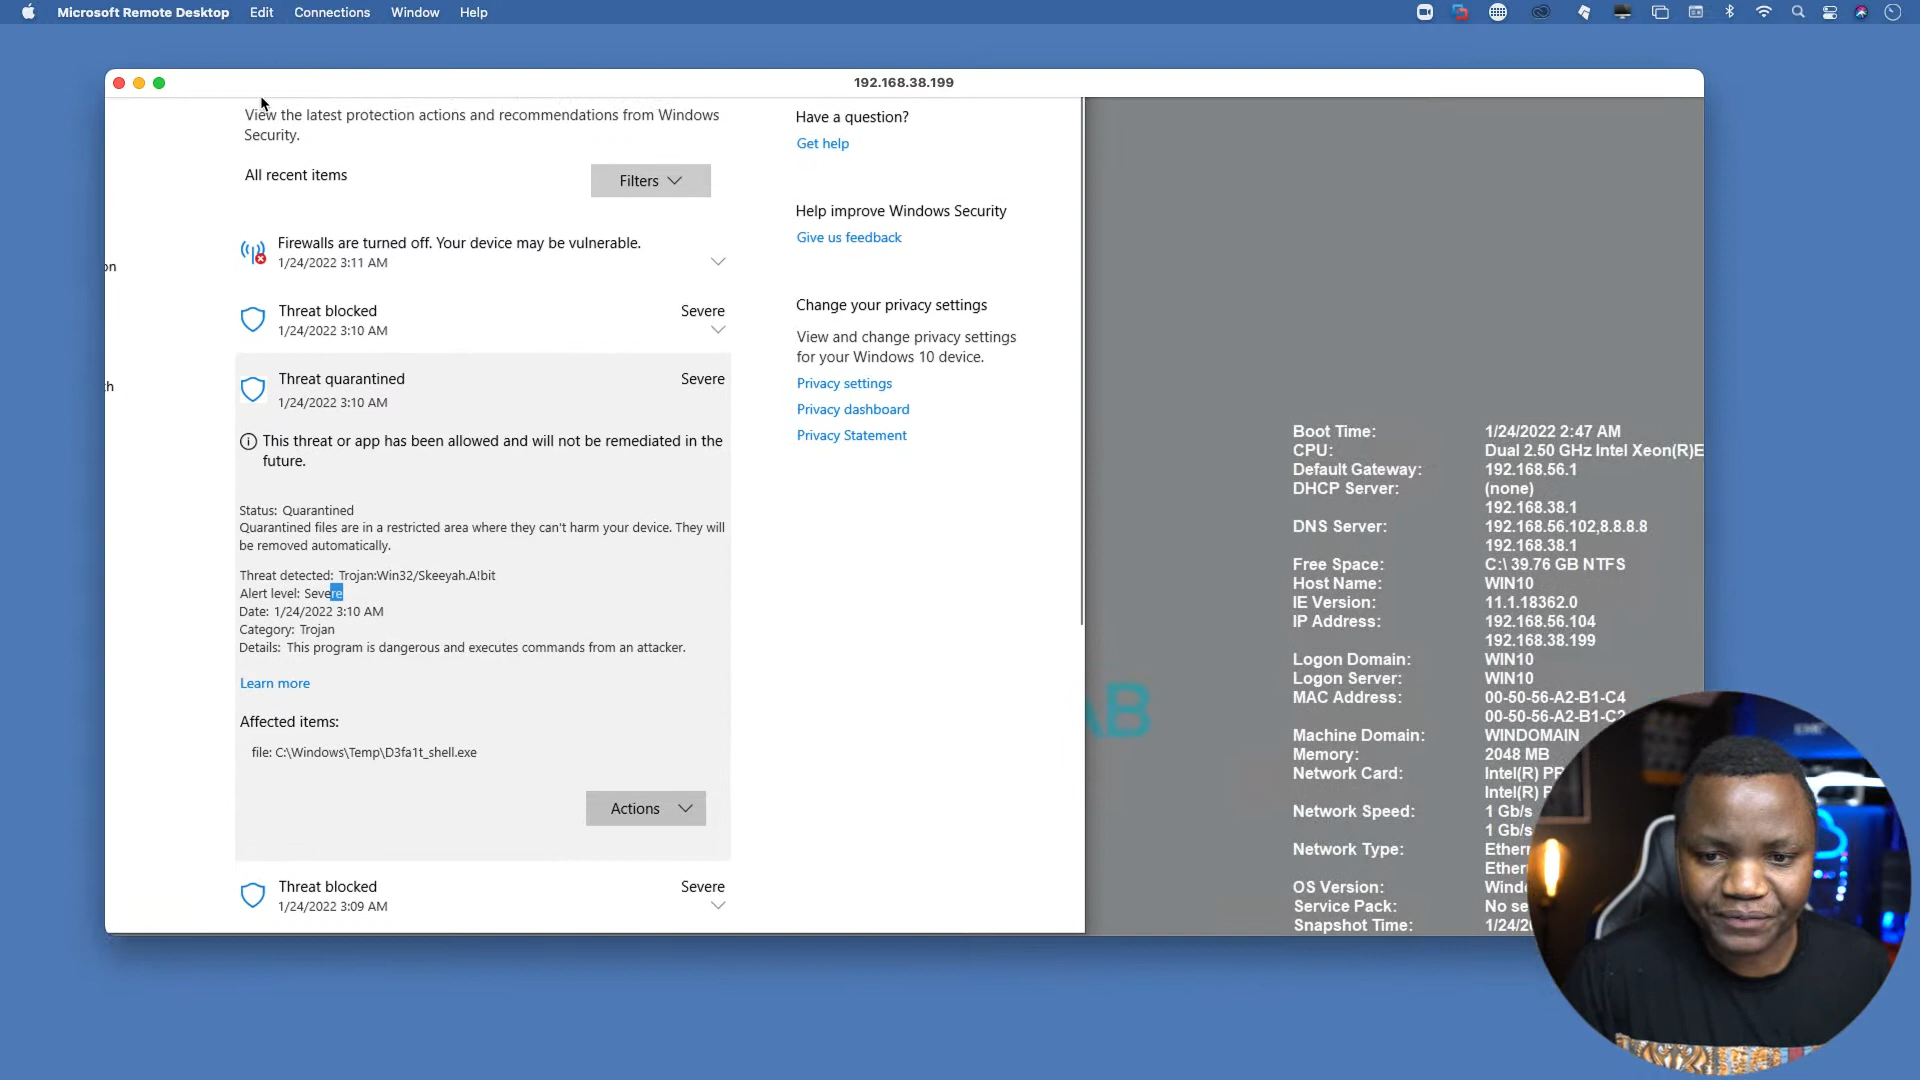 Microsoft Remote Desktop Edit Connections Window Help
192.168.38.199
View the latest protection actions and recommendations from Windows
Security.
All recent items
Filters
Firewalls are turned off. Your device may be vulnerable.
1/24/2022 3:11 AM
on
Threat blocked Severe
1/24/2022 3:10 AM
Threat quarantined Severe
1/24/2022 3:10 AM
This threat or app has been allowed and will not be remediated in the
future.
Status: Quarantined
Quarantined files are in a restricted area where they can't harm your device. They will
be removed automatically.
Threat detected: Trojan:Win32/Skeeyah.A!bit
Alert level: Severe
Date: 1/24/2022 3:10 AM
Category: Trojan
Details: This program is dangerous and executes commands from an attacker.
Learn more
Affected items:
file: C:\Windows\Temp\D3fa1t_shell.exe
Actions
Threat blocked Severe
1/24/2022 3:09 AM
Have a question?
Get help
Help improve Windows Security
Give us feedback
Change your privacy settings
View and change privacy settings
for your Windows 10 device.
Privacy settings
Privacy dashboard
Privacy Statement
AB
Boot Time: 1/24/2022 2:47 AM
CPU: Dual 2.50 GHz Intel Xeon(R)E
Default Gateway: 192.168.56.1
DHCP Server: (none)
192.168.38.1
DNS Server: 192.168.56.102,8.8.8.8
192.168.38.1
Free Space: C:\ 39.76 GB NTFS
Host Name: WIN10
IE Version: 11.1.18362.0
IP Address: 192.168.56.104
192.168.38.199
Logon Domain: WIN10
Logon Server: WIN10
MAC Address: 00-50-56-A2-B1-C4
00-50-56-A2-B1-C2
Machine Domain: WINDOMAIN
Memory: 2048 MB
Network Card: Intel(R) PR
Intel(R) P
Network Speed: 1 Gb/s
1 Gb/s
Network Type: Ethern
Ether
OS Version: Windo
Service Pack: No se
Snapshot Time: 1/24/20